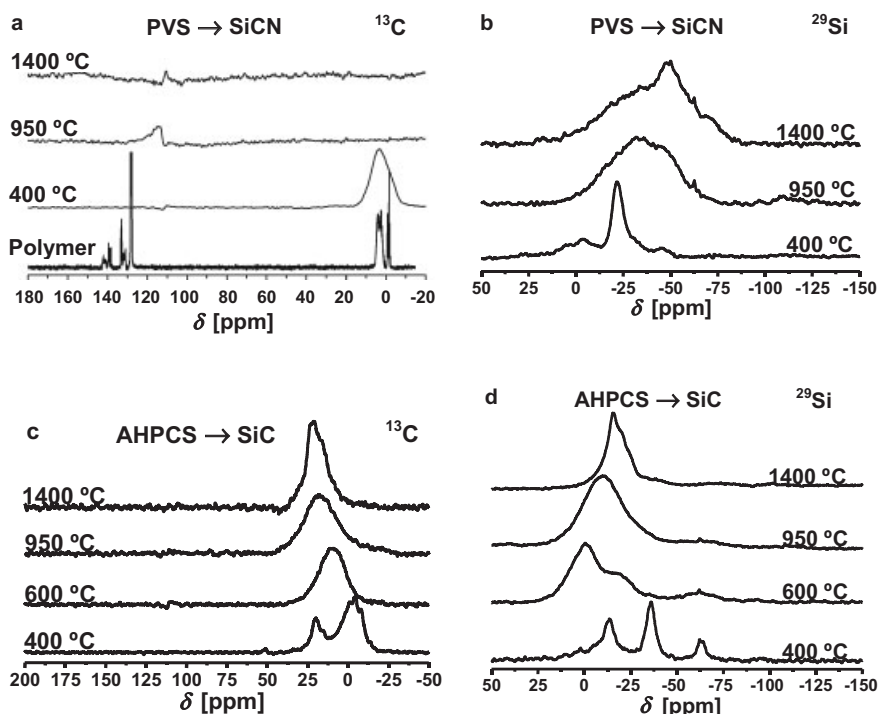 a PVS → SiCN ¹³C
1400 ºC
950 ºC
400 ºC
Polymer
180 160 140 120 100 80 60 40 20 0 -20
δ [ppm]
b PVS → SiCN ²⁹Si
1400 ºC
950 ºC
400 ºC
50 25 0 -25 -50 -75 -100 -125 -150
δ [ppm]
c AHPCS → SiC ¹³C
1400 ºC
950 ºC
600 ºC
400 ºC
200 175 150 125 100 75 50 25 0 -25 -50
δ [ppm]
d AHPCS → SiC ²⁹Si
1400 ºC
950 ºC
600 ºC
400 ºC
50 25 0 -25 -50 -75 -100 -125 -150
δ [ppm]